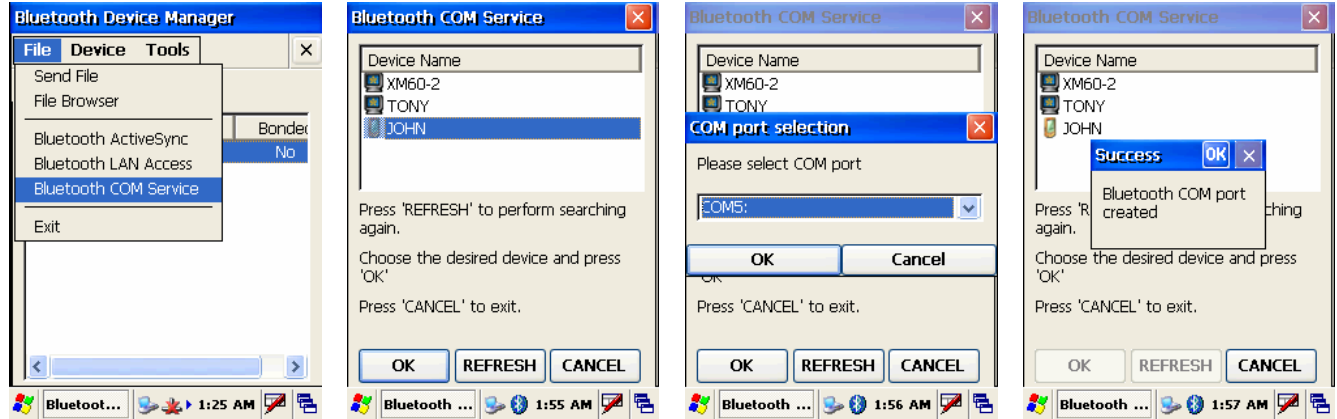 Bluetooth Device Manager
File Device Tools
Send File
File Browser
Bonded
Bluetooth ActiveSync
No
Bluetooth LAN Access
Bluetooth COM Service
Exit
Bluetoot... 1:25 AM
Bluetooth COM Service
Device Name
XM60-2
TONY
JOHN
Press 'REFRESH' to perform searching
again.
Choose the desired device and press
'OK'
Press 'CANCEL' to exit.
OK REFRESH CANCEL
Bluetooth ... 1:55 AM
Bluetooth COM Service
Device Name
XM60-2
TONY
COM port selection
Please select COM port
COM5:
OK Cancel
'OK'
Press 'CANCEL' to exit.
OK REFRESH CANCEL
Bluetooth ... 1:56 AM
Bluetooth COM Service
Device Name
XM60-2
TONY
JOHN
Success OK
Bluetooth COM port
created
Press 'R ching
again.
Choose the desired device and press
'OK'
Press 'CANCEL' to exit.
OK REFRESH CANCEL
Bluetooth ... 1:57 AM